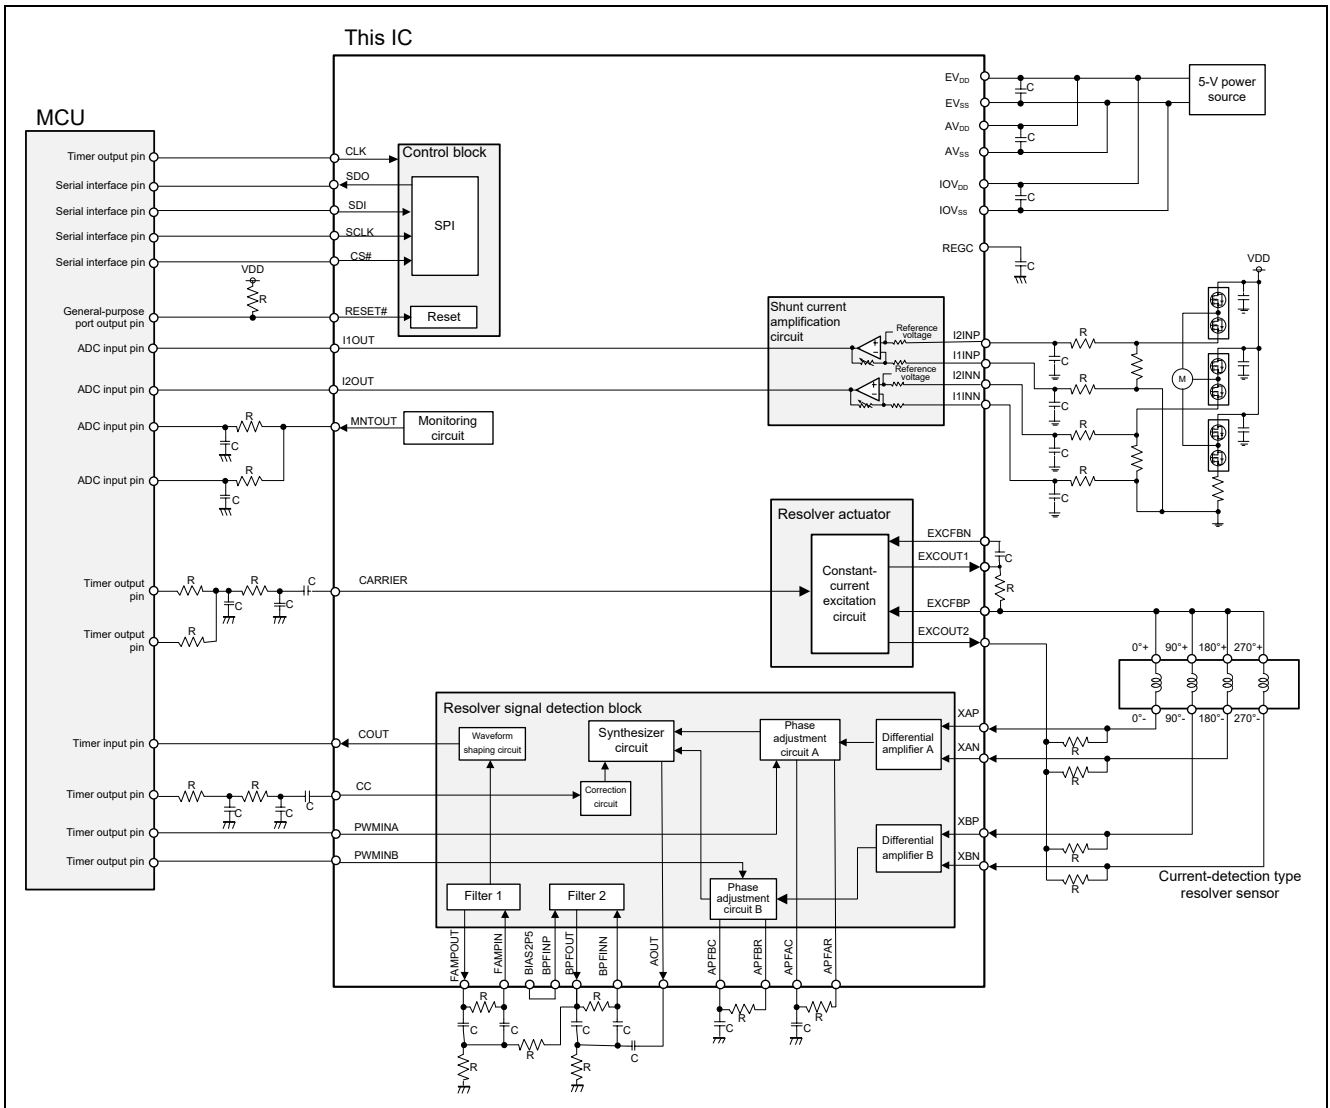 This IC
MCU
Timer output pin
Serial interface pin
Serial interface pin
Serial interface pin
Serial interface pin
VDD
R
General-purpose
port output pin
ADC input pin
ADC input pin
ADC input pin
R
C
ADC input pin
R
C
Timer output
pin
R
R
C
C
C
Timer output
pin
R
Timer input pin
Timer output pin
R
R
C
C
C
Timer output pin
Timer output pin
CLK
SDO
SDI
SCLK
CS#
RESET#
I1OUT
I2OUT
MNTOUT
CARRIER
COUT
CC
PWMINA
PWMINB
Control block
SPI
Reset
Monitoring
circuit
Shunt current
amplification
circuit
Reference
voltage
Reference
voltage
+
−
+
−
Resolver actuator
Constant-
current
excitation
circuit
Resolver signal detection block
Waveform
shaping circuit
Synthesizer
circuit
Phase
adjustment
circuit A
Differential
amplifier A
Correction
circuit
Differential
amplifier B
Phase
adjustment
circuit B
Filter 1
Filter 2
EVDD
EVSS
AVDD
AVSS
IOVDD
IOVSS
REGC
C
C
C
C
5-V power
source
I2INP
I1INP
I2INN
I1INN
R
C
R
C
R
C
R
C
VDD
M
EXCFBN
EXCOUT1
EXCFBP
EXCOUT2
C
R
0°+
90°+
180°+
270°+
0°-
90°-
180°-
270°-
XAP
XAN
XBP
XBN
R
R
R
R
Current-detection type
resolver sensor
FAMPOUT
FAMPIN
BIAS2P5
BPFINP
BPFOUT
BPFINN
AOUT
APFBC
APFBR
APFAC
APFAR
R
C
C
R
R
R
C
C
C
R
R
C
R
C